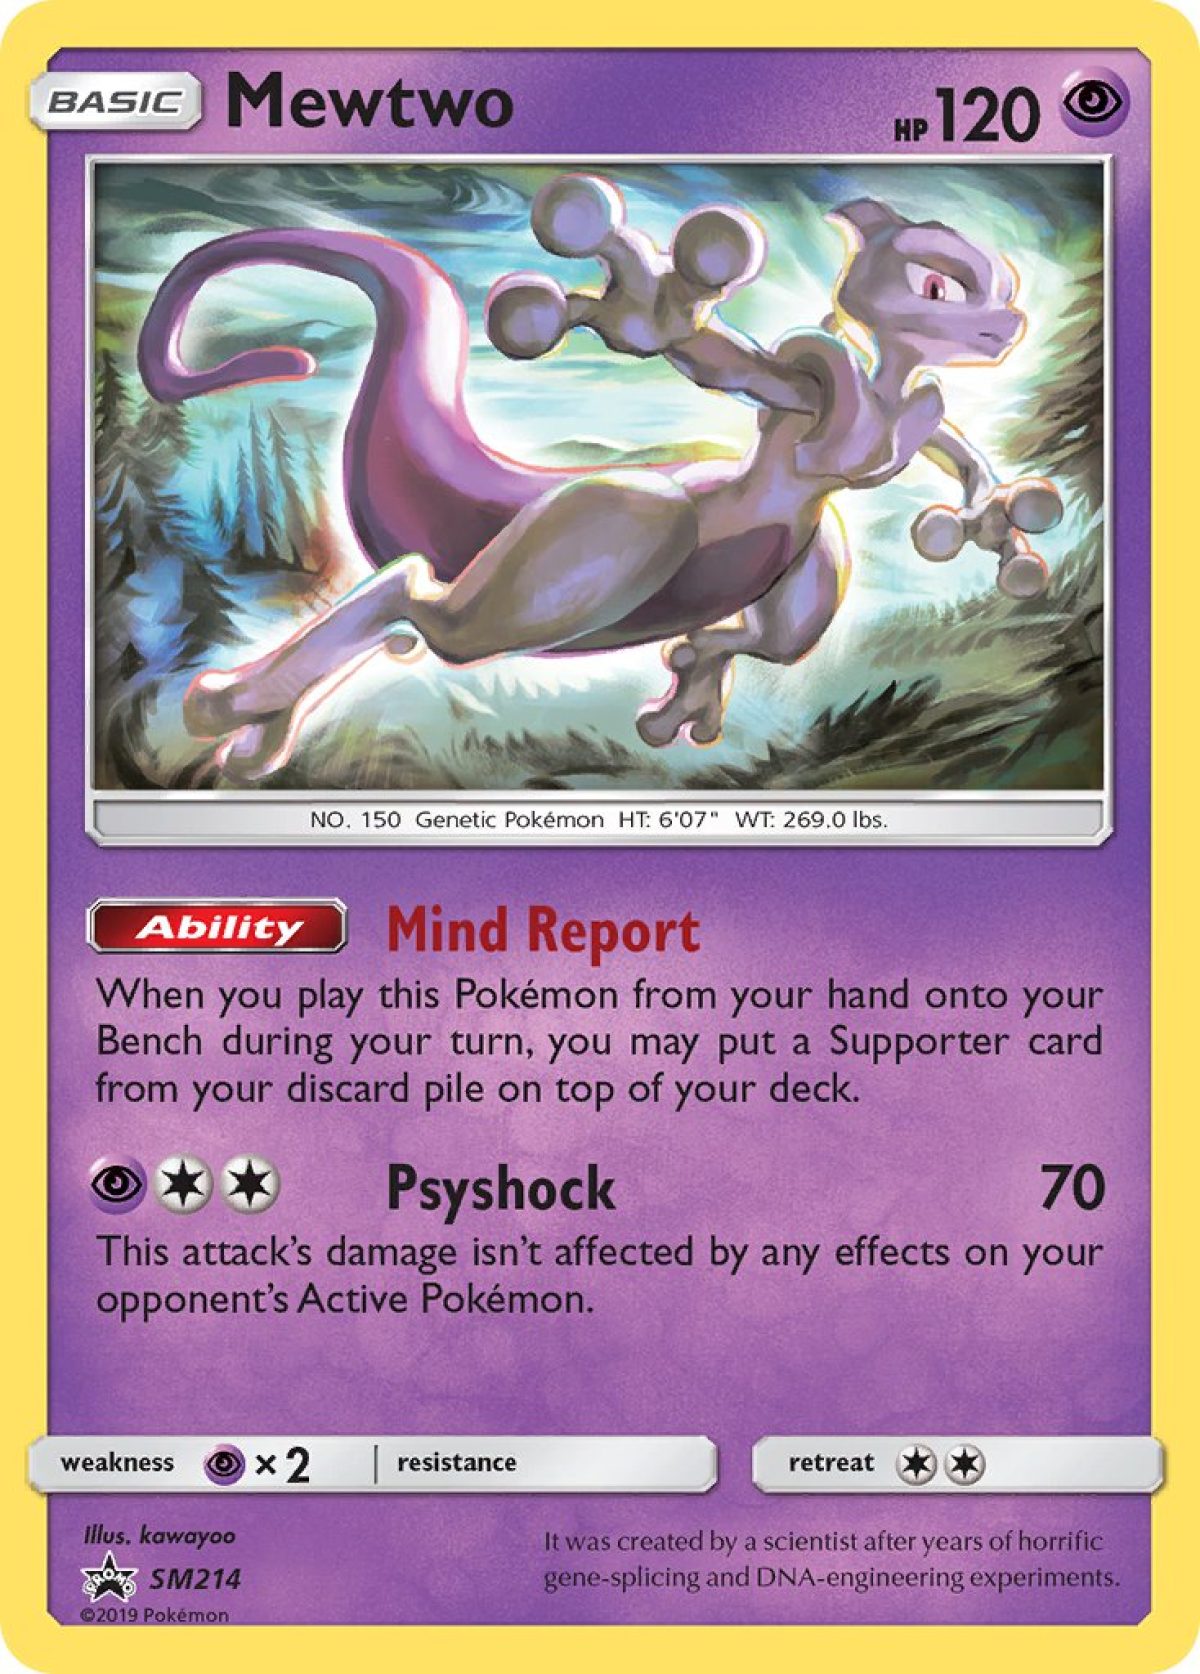 BASIC Mewtwo HP 120
NO. 150 Genetic Pokémon HT: 6'07" WT: 269.0 lbs.
Ability Mind Report
When you play this Pokémon from your hand onto your
Bench during your turn, you may put a Supporter card
from your discard pile on top of your deck.
Psyshock 70
This attack's damage isn't affected by any effects on your
opponent's Active Pokémon.
weakness ×2 resistance retreat
Illus. kawayoo
PROMO SM214
©2019 Pokémon
It was created by a scientist after years of horrific
gene-splicing and DNA-engineering experiments.